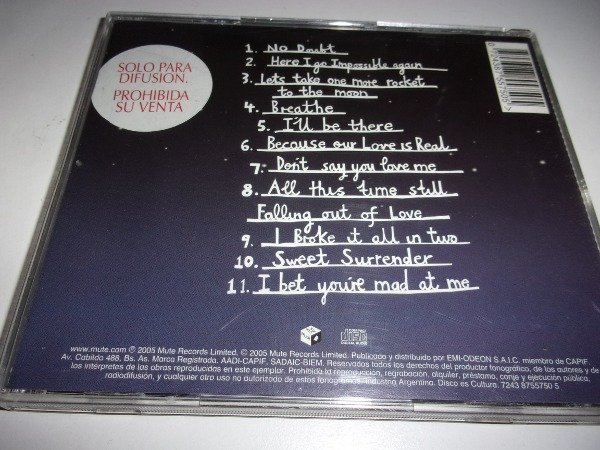 SOLO PARA
DIFUSION.
PROHIBIDA
SU VENTA
1. No Doubt
2. Here I go Impossible again
3. Lets take one more rocket
to the moon
4. Breathe
5. I'll be there
6. Because our Love is Real
7. Don't say you love me
8. All this time still
Falling out of Love
9. I Broke it all in two
10. Sweet Surrender
11. I bet you're mad at me
www.mute.com ℗ 2005 Mute Records Limited. © 2005 Mute Records Limited. Publicado y distribuido por EMI-ODEON S.A.I.C. miembro de CAPIF
Av. Cabildo 488, Bs. As. Marca Registrada. AADI-CAPIF, SADAIC-BIEM. Reservados todos los derechos del productor fonográfico, de los autores y de
los intérpretes de las obras reproducidas en este ejemplar. Prohibida la reproducción, regrabación, alquiler, préstamo, canje y ejecución pública,
radiodifusión, y cualquier otro uso no autorizado de estos fonogramas. Industria Argentina. Disco es Cultura. 7243 8755750 5